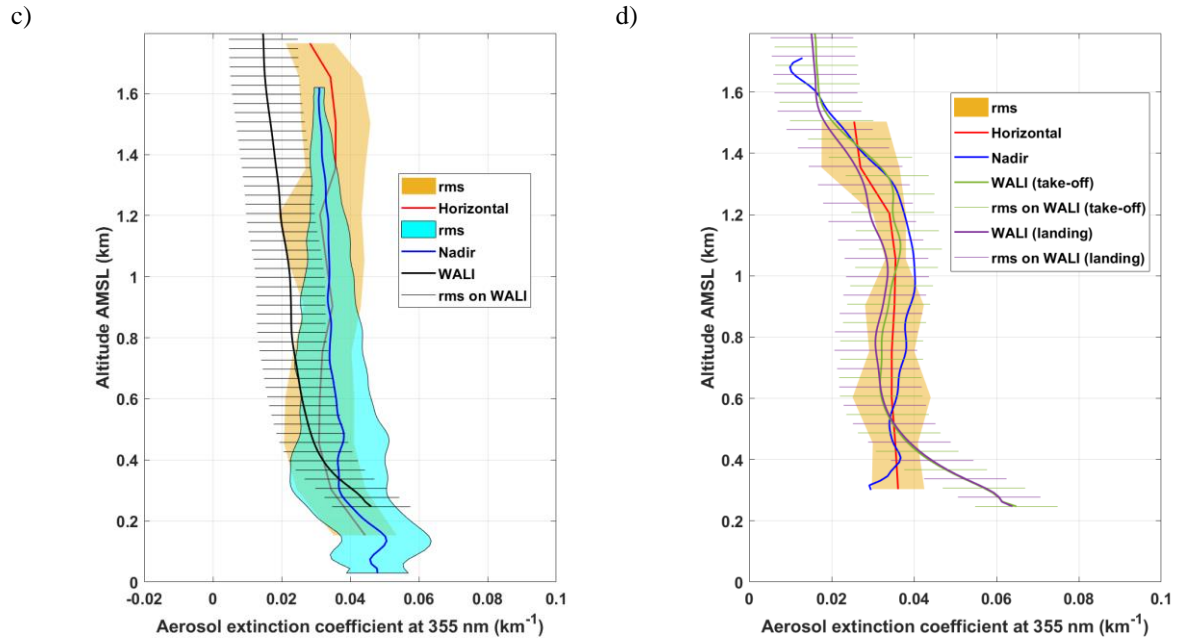 c)
1.6
1.4
1.2
1
0.8
0.6
0.4
0.2
0
Altitude AMSL (km)
-0.02
0
0.02
0.04
0.06
0.08
0.1
Aerosol extinction coefficient at 355 nm (km-1)
rms
Horizontal
rms
Nadir
WALI
rms on WALI
d)
1.6
1.4
1.2
1
0.8
0.6
0.4
0.2
0
Altitude AMSL (km)
0
0.02
0.04
0.06
0.08
0.1
Aerosol extinction coefficient at 355 nm (km-1)
rms
Horizontal
Nadir
WALI (take-off)
rms on WALI (take-off)
WALI (landing)
rms on WALI (landing)